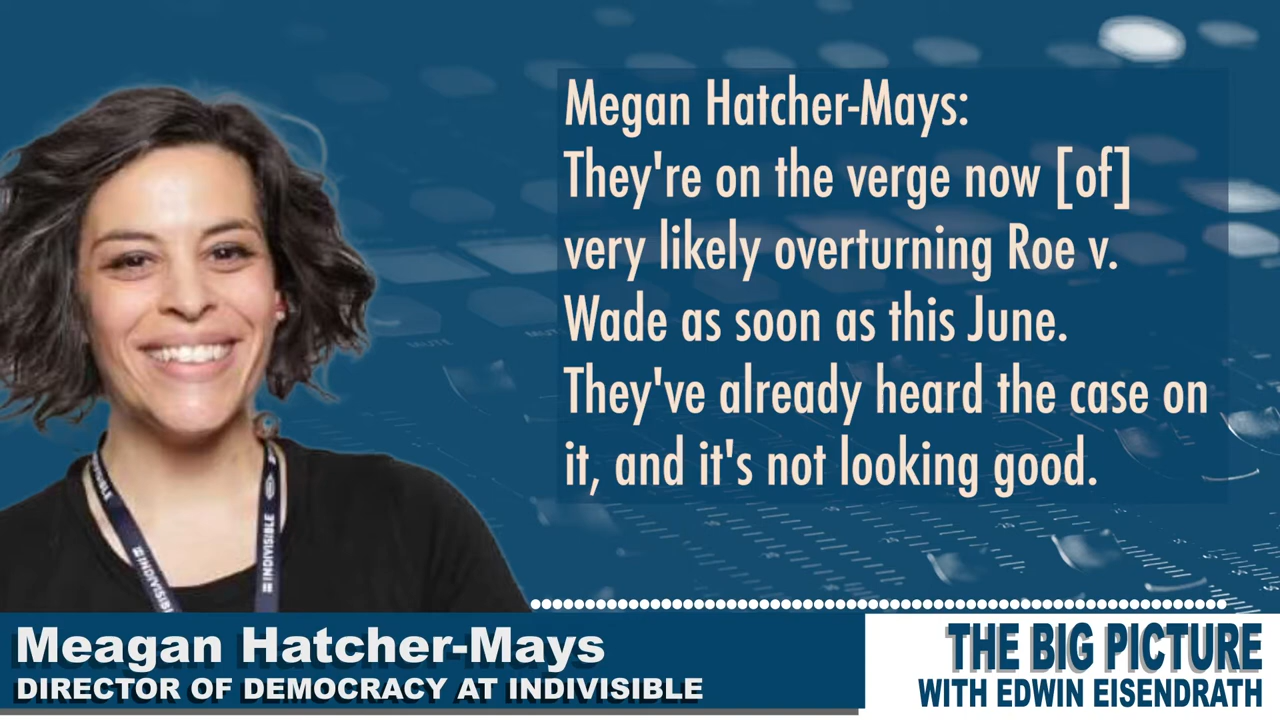 Megan Hatcher-Mays:
They're on the verge now [of]
very likely overturning Roe v.
Wade as soon as this June.
They've already heard the case on
it, and it's not looking good.
INDIVISIBLE
INDIVISIBLE
Meagan Hatcher-Mays
DIRECTOR OF DEMOCRACY AT INDIVISIBLE
THE BIG PICTURE
WITH EDWIN EISENDRATH